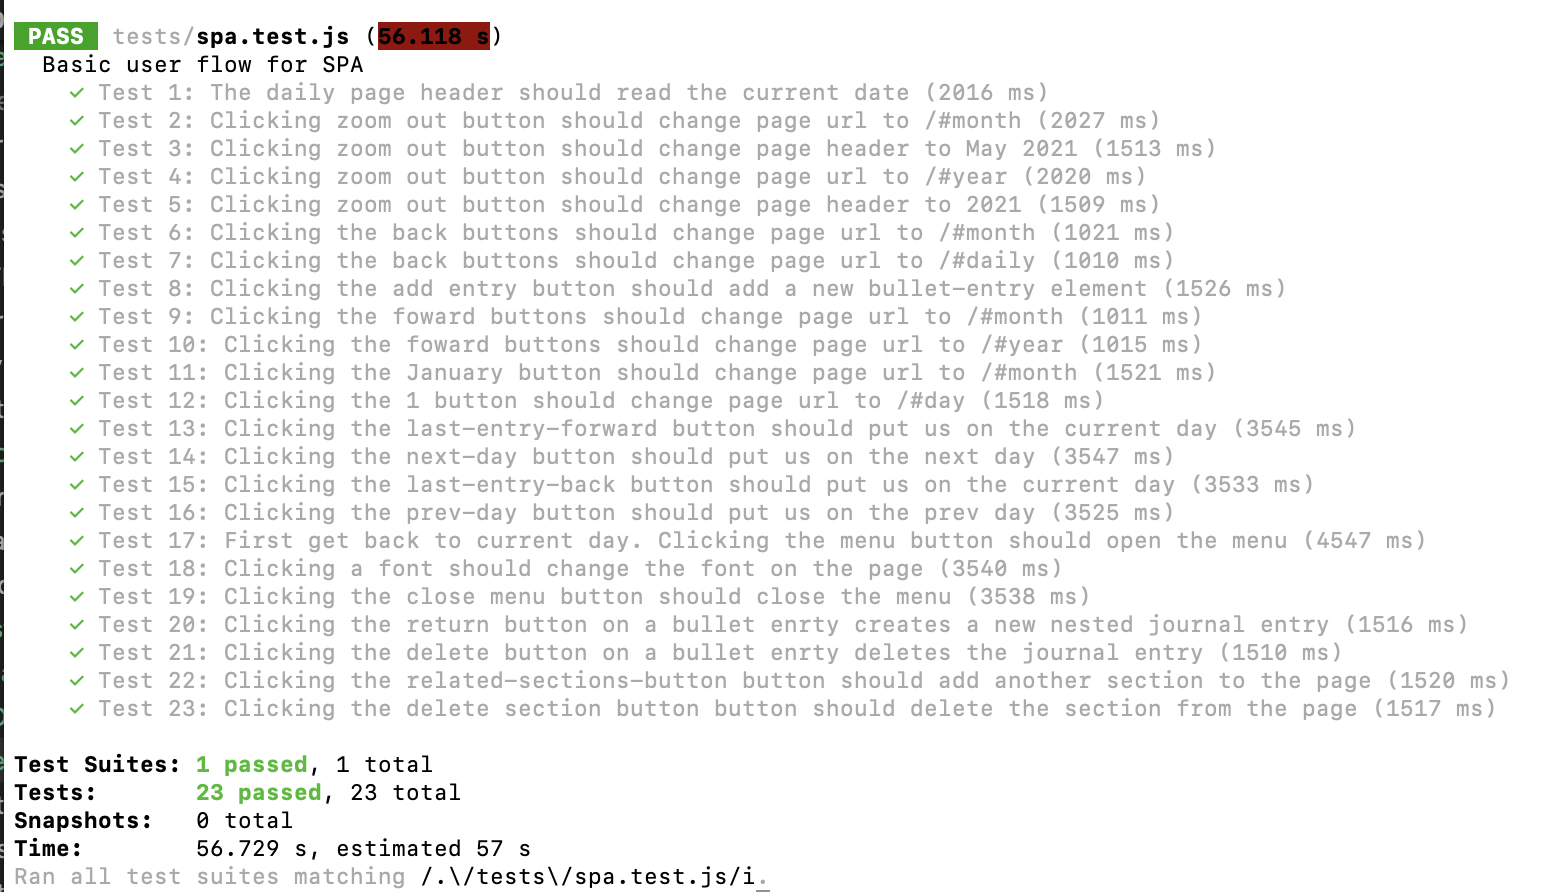 PASS tests/spa.test.js (56.118 s)
Basic user flow for SPA
✓ Test 1: The daily page header should read the current date (2016 ms)
✓ Test 2: Clicking zoom out button should change page url to /#month (2027 ms)
✓ Test 3: Clicking zoom out button should change page header to May 2021 (1513 ms)
✓ Test 4: Clicking zoom out button should change page url to /#year (2020 ms)
✓ Test 5: Clicking zoom out button should change page header to 2021 (1509 ms)
✓ Test 6: Clicking the back buttons should change page url to /#month (1021 ms)
✓ Test 7: Clicking the back buttons should change page url to /#daily (1010 ms)
✓ Test 8: Clicking the add entry button should add a new bullet-entry element (1526 ms)
✓ Test 9: Clicking the foward buttons should change page url to /#month (1011 ms)
✓ Test 10: Clicking the foward buttons should change page url to /#year (1015 ms)
✓ Test 11: Clicking the January button should change page url to /#month (1521 ms)
✓ Test 12: Clicking the 1 button should change page url to /#day (1518 ms)
✓ Test 13: Clicking the last-entry-forward button should put us on the current day (3545 ms)
✓ Test 14: Clicking the next-day button should put us on the next day (3547 ms)
✓ Test 15: Clicking the last-entry-back button should put us on the current day (3533 ms)
✓ Test 16: Clicking the prev-day button should put us on the prev day (3525 ms)
✓ Test 17: First get back to current day. Clicking the menu button should open the menu (4547 ms)
✓ Test 18: Clicking a font should change the font on the page (3540 ms)
✓ Test 19: Clicking the close menu button should close the menu (3538 ms)
✓ Test 20: Clicking the return button on a bullet enrty creates a new nested journal entry (1516 ms)
✓ Test 21: Clicking the delete button on a bullet enrty deletes the journal entry (1510 ms)
✓ Test 22: Clicking the related-sections-button button should add another section to the page (1520 ms)
✓ Test 23: Clicking the delete section button button should delete the section from the page (1517 ms)
Test Suites: 1 passed, 1 total
Tests: 23 passed, 23 total
Snapshots: 0 total
Time: 56.729 s, estimated 57 s
Ran all test suites matching /.\/tests\/spa.test.js/i.